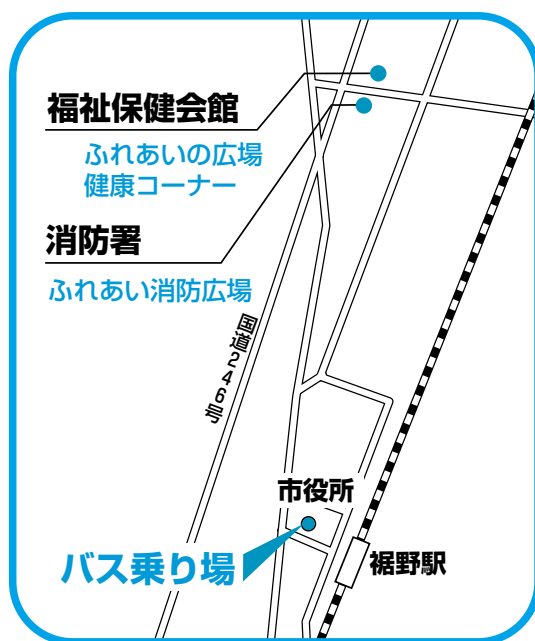 福祉保健会館
ふれあいの広場
健康コーナー
消防署
ふれあい消防広場
国道246号
市役所
バス乗り場
裾野駅